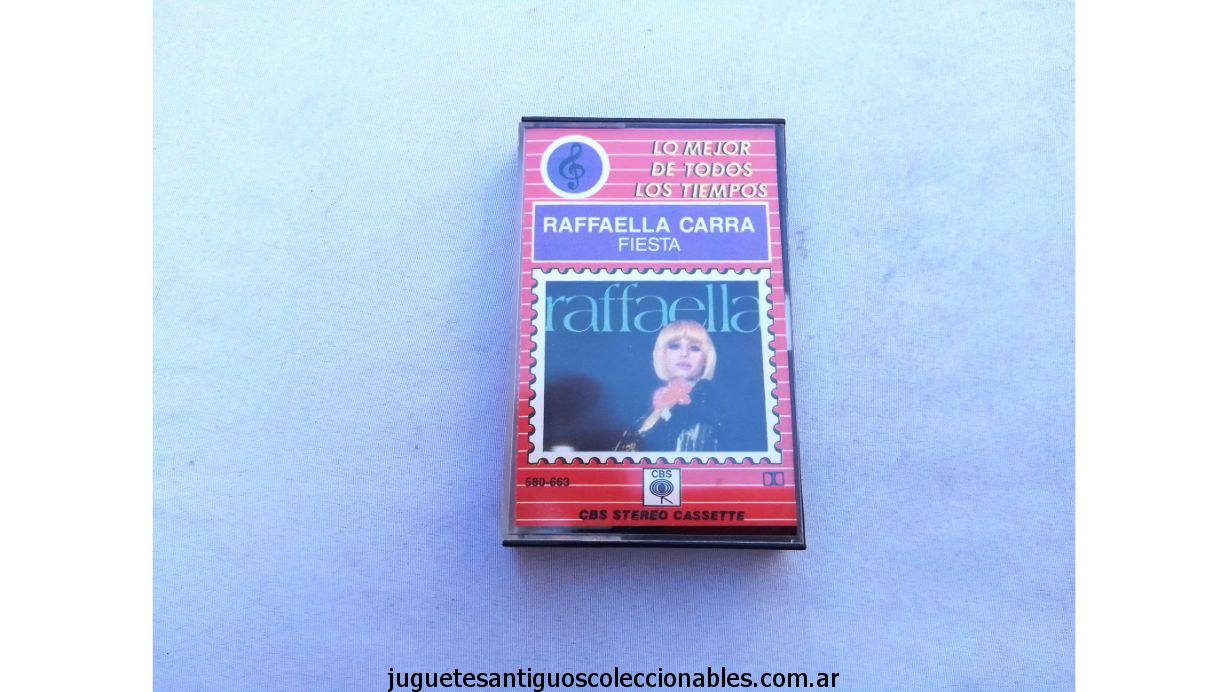 LO MEJOR
DE TODOS
LOS TIEMPOS
RAFFAELLA CARRA
FIESTA
raffaella
580-663
CBS
CBS STEREO CASSETTE
juguetesantiguoscoleccionables.com.ar